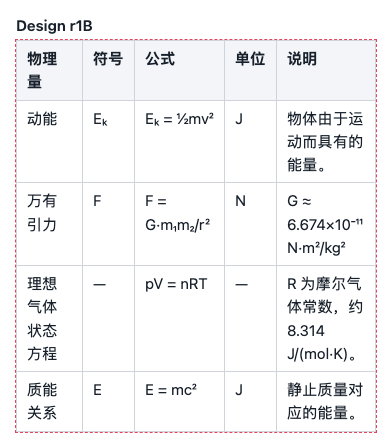 Design r1B
物理量 符号 公式 单位 说明
动能 Eₖ Eₖ = ½mv² J 物体由于运动而具有的能量。
万有引力 F F = G·m₁m₂/r² N G ≈ 6.674×10⁻¹¹ N·m²/kg²
理想气体状态方程 — pV = nRT — R 为摩尔气体常数，约 8.314 J/(mol·K)。
质能关系 E E = mc² J 静止质量对应的能量。